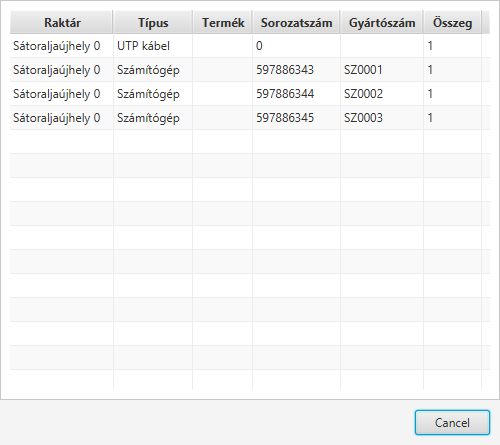 Raktár Típus Termék Sorozatszám Gyártószám Összeg
Sátoraljaújhely 0 UTP kábel 0 1
Sátoraljaújhely 0 Számítógép 597886343 SZ0001 1
Sátoraljaújhely 0 Számítógép 597886344 SZ0002 1
Sátoraljaújhely 0 Számítógép 597886345 SZ0003 1
Cancel